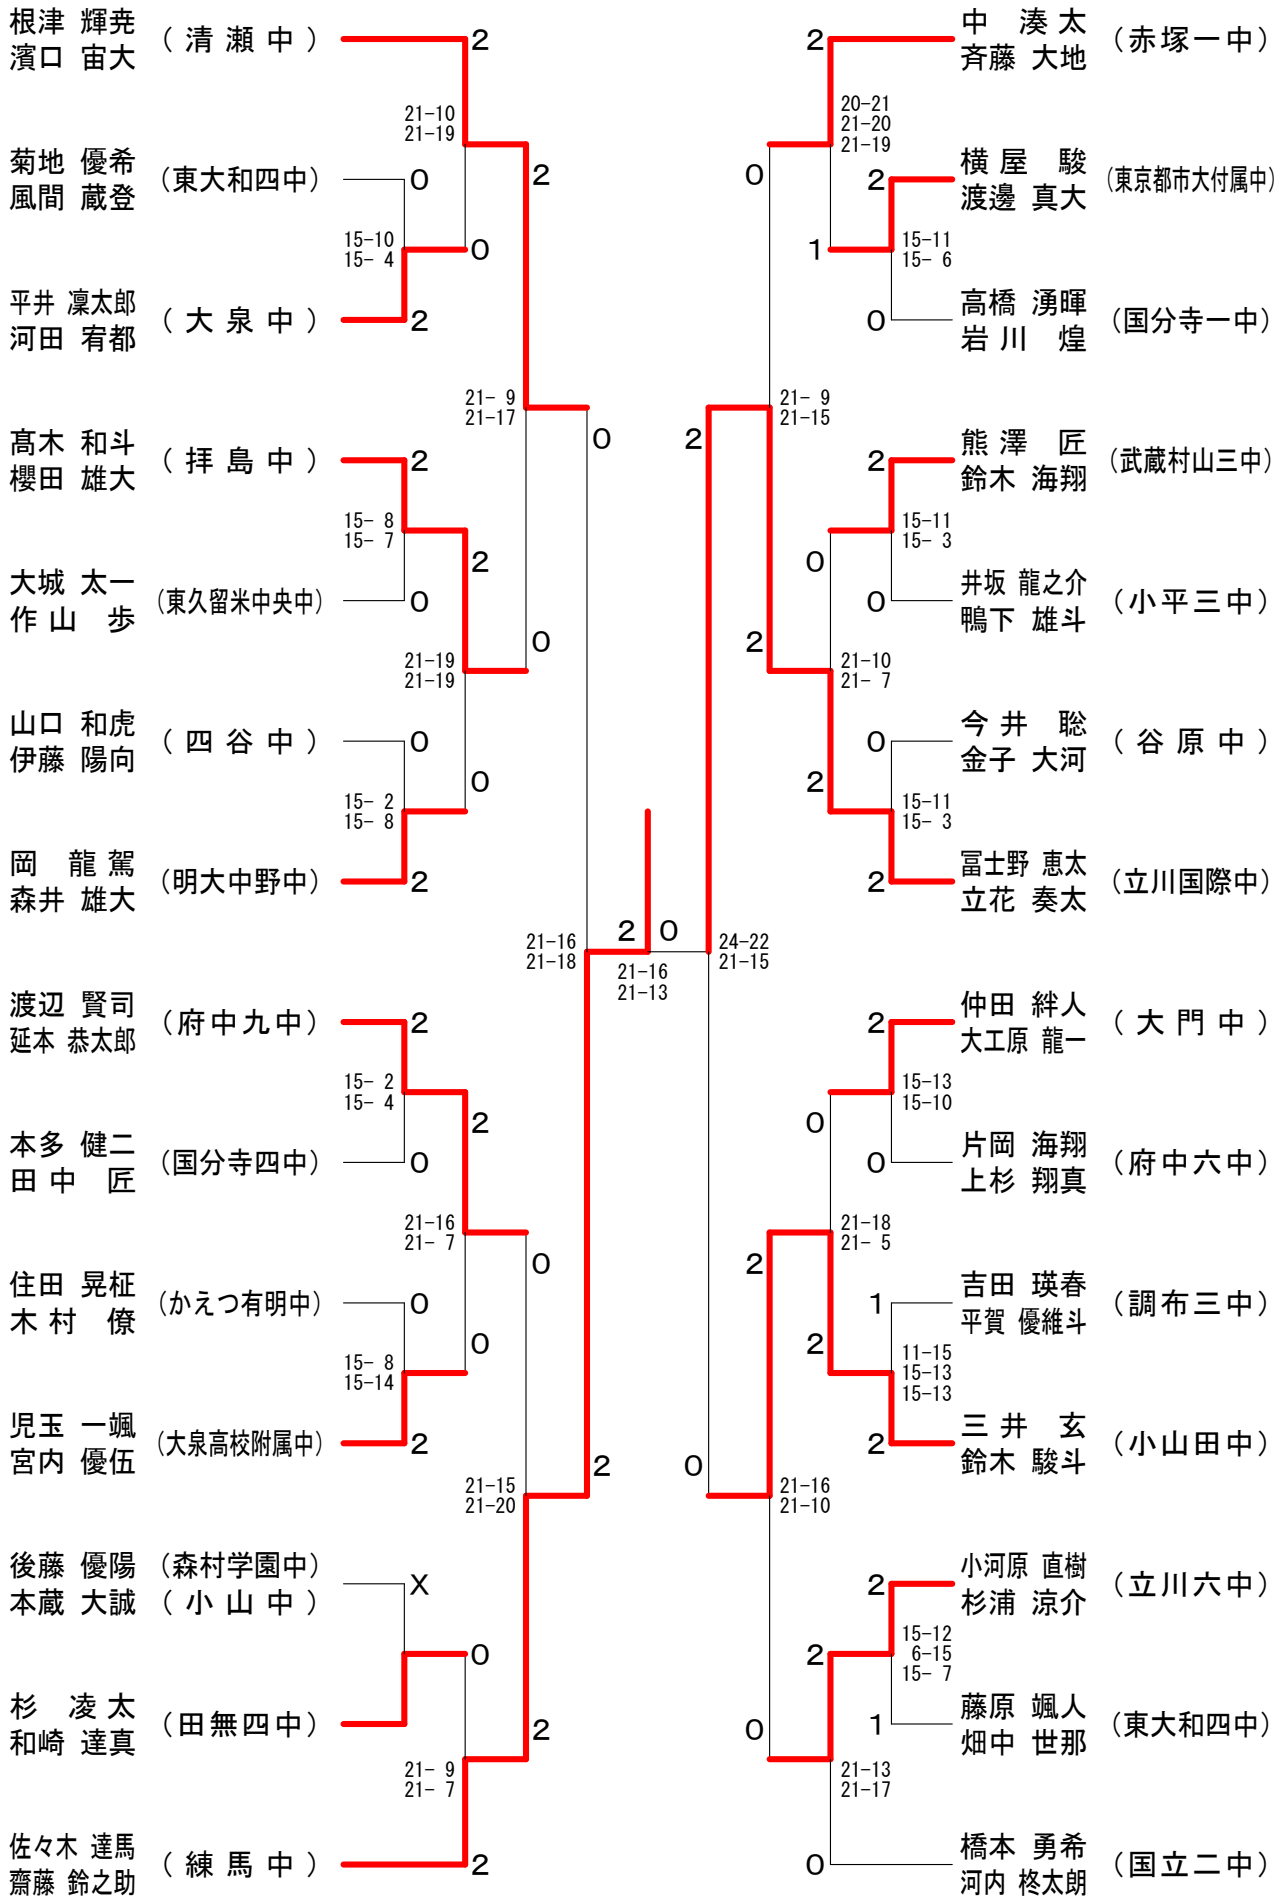 根津 輝尭
濱口 宙大
(清瀬中)
2
21-10
21-19
菊地 優希
風間 蔵登
(東大和四中)
0
2
15-10
15- 4
0
平井 凜太郎
河田 宥都
(大泉中)
2
21- 9
21-17
0
髙木 和斗
櫻田 雄大
(拝島中)
2
15- 8
15- 7
2
大城 太一
作山 歩
(東久留米中央中)
0
0
21-19
21-19
山口 和虎
伊藤 陽向
(四谷中)
0
0
15- 2
15- 8
岡 龍駕
森井 雄大
(明大中野中)
2
21-16
21-18
2
0
21-16
21-13
渡辺 賢司
延本 恭太郎
(府中九中)
2
15- 2
15- 4
2
本多 健二
田中 匠
(国分寺四中)
0
21-16
21- 7
0
住田 晃柾
木村 僚
(かえつ有明中)
0
0
15- 8
15-14
児玉 一颯
宮内 優伍
(大泉高校附属中)
2
2
21-15
21-20
後藤 優陽
本蔵 大誠
(森村学園中)
(小山中)
X
0
杉 凌太
和崎 達真
(田無四中)
2
21- 9
21- 7
佐々木 達馬
齋藤 鈴之助
(練馬中)
2
2
中 湊太
斉藤 大地
(赤塚一中)
20-21
21-20
21-19
0
2
横屋 駿
渡邊 真大
(東京都市大付属中)
1
15-11
15- 6
0
高橋 湧暉
岩川 煌
(国分寺一中)
21- 9
21-15
2
2
熊澤 匠
鈴木 海翔
(武蔵村山三中)
15-11
15- 3
0
0
井坂 龍之介
鴨下 雄斗
(小平三中)
2
21-10
21- 7
0
今井 聡
金子 大河
(谷原中)
2
15-11
15- 3
2
冨士野 恵太
立花 奏太
(立川国際中)
24-22
21-15
2
仲田 絆人
大工原 龍一
(大門中)
15-13
15-10
0
0
片岡 海翔
上杉 翔真
(府中六中)
21-18
21- 5
2
1
吉田 瑛春
平賀 優維斗
(調布三中)
2
11-15
15-13
15-13
2
三井 玄
鈴木 駿斗
(小山田中)
0
21-16
21-10
2
小河原 直樹
杉浦 涼介
(立川六中)
2
15-12
6-15
15- 7
0
1
藤原 颯人
畑中 世那
(東大和四中)
21-13
21-17
0
橋本 勇希
河内 柊太朗
(国立二中)